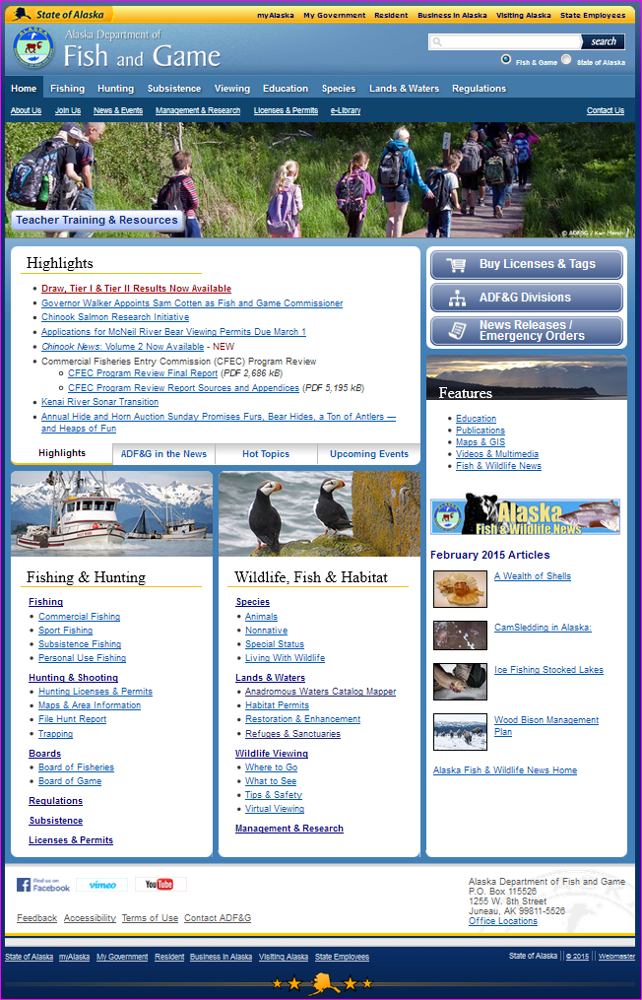 State of Alaska
myAlaska My Government Resident Business in Alaska Visiting Alaska State Employees
Alaska Department of
Fish and Game
search
Fish & Game State of Alaska
Home Fishing Hunting Subsistence Viewing Education Species Lands & Waters Regulations
About Us Join Us News & Events Management & Research Licenses & Permits e-Library Contact Us
Teacher Training & Resources
© ADF&G / Ken Marsh
Highlights
Draw, Tier I & Tier II Results Now Available
Governor Walker Appoints Sam Cotten as Fish and Game Commissioner
Chinook Salmon Research Initiative
Applications for McNeil River Bear Viewing Permits Due March 1
Chinook News: Volume 2 Now Available - NEW
Commercial Fisheries Entry Commission (CFEC) Program Review
CFEC Program Review Final Report (PDF 2,686 kB)
CFEC Program Review Report Sources and Appendices (PDF 5,195 kB)
Kenai River Sonar Transition
Annual Hide and Horn Auction Sunday Promises Furs, Bear Hides, a Ton of Antlers —
and Heaps of Fun
Highlights ADF&G in the News Hot Topics Upcoming Events
Buy Licenses & Tags
ADF&G Divisions
News Releases /
Emergency Orders
Features
Education
Publications
Maps & GIS
Videos & Multimedia
Fish & Wildlife News
Alaska
Fish & Wildlife News
February 2015 Articles
A Wealth of Shells
CamSledding in Alaska:
Ice Fishing Stocked Lakes
Wood Bison Management
Plan
Alaska Fish & Wildlife News Home
Fishing & Hunting
Fishing
Commercial Fishing
Sport Fishing
Subsistence Fishing
Personal Use Fishing
Hunting & Shooting
Hunting Licenses & Permits
Maps & Area Information
File Hunt Report
Trapping
Boards
Board of Fisheries
Board of Game
Regulations
Subsistence
Licenses & Permits
Wildlife, Fish & Habitat
Species
Animals
Nonnative
Special Status
Living With Wildlife
Lands & Waters
Anadromous Waters Catalog Mapper
Habitat Permits
Restoration & Enhancement
Refuges & Sanctuaries
Wildlife Viewing
Where to Go
What to See
Tips & Safety
Virtual Viewing
Management & Research
Find us on
Facebook
vimeo
YouTube
Feedback Accessibility Terms of Use Contact ADF&G
Alaska Department of Fish and Game
P.O. Box 115526
1255 W. 8th Street
Juneau, AK 99811-5526
Office Locations
State of Alaska myAlaska My Government Resident Business in Alaska Visiting Alaska State Employees
State of Alaska © 2015 Webmaster